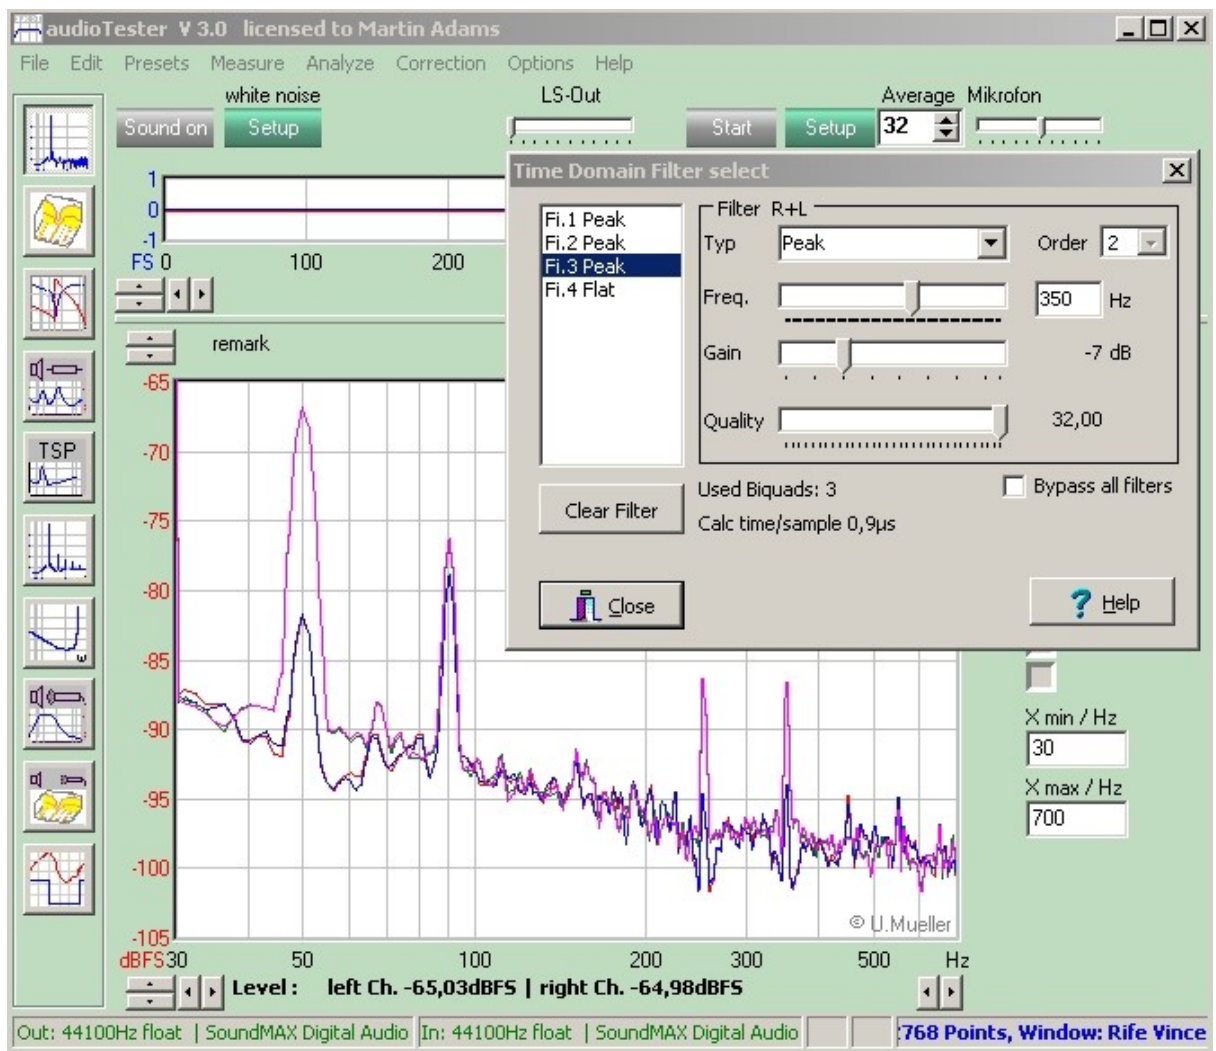 audioTester V 3.0 licensed to Martin Adams
File Edit Presets Measure Analyze Correction Options Help
white noise
LS-Out
Average Mikrofon
Sound on Setup
Start Setup 32
Time Domain Filter select
1
0
-1
FS 0 100 200
Fi.1 Peak
Fi.2 Peak
Fi.3 Peak
Fi.4 Flat
Filter R+L
Typ Peak Order 2
Freq. 350 Hz
Gain -7 dB
Quality 32,00
Clear Filter
Used Biquads: 3
Calc time/sample 0,9µs
Bypass all filters
Close
? Help
TSP
ω
remark
-65
-70
-75
-80
-85
-90
-95
-100
-105
dBFS 30 50 100 200 300 500 Hz
© U.Mueller
X min / Hz
30
X max / Hz
700
Level : left Ch. -65,03dBFS | right Ch. -64,98dBFS
Out: 44100Hz float | SoundMAX Digital Audio
In: 44100Hz float | SoundMAX Digital Audio
768 Points, Window: Rife Vince